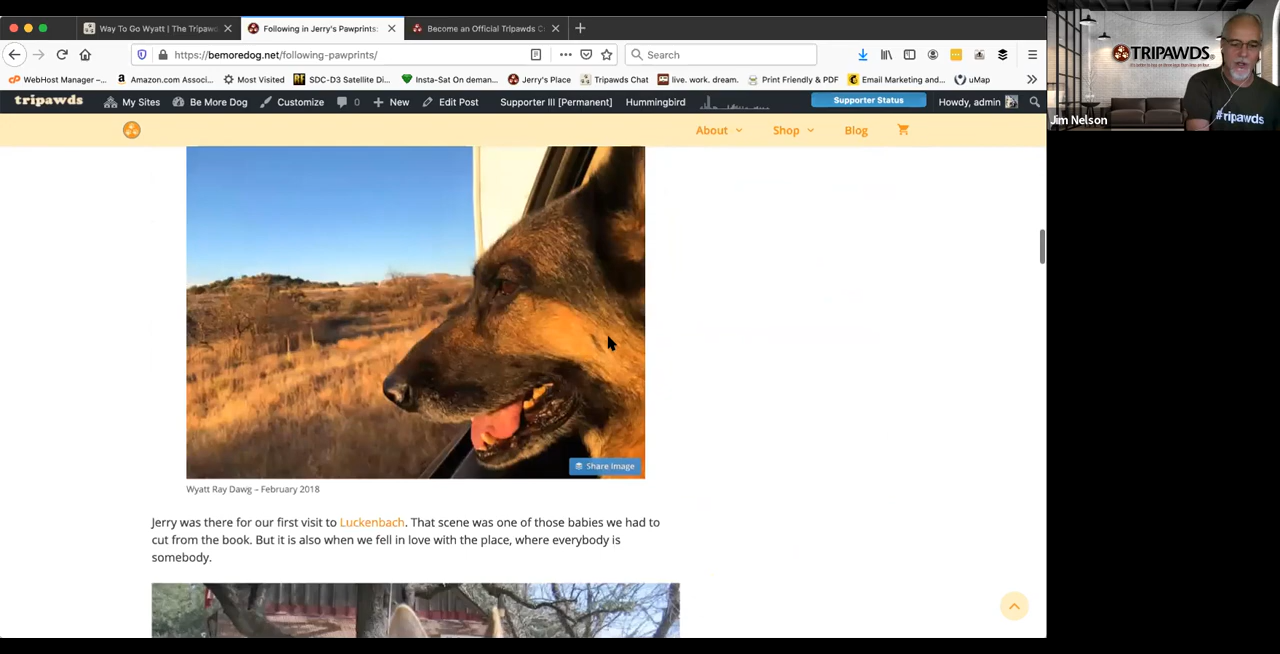 Way To Go Wyatt | The Tripawds
Following in Jerry's Pawprints:
Become an Official Tripawds C
https://bemoredog.net/following-pawprints/
Search
WebHost Manager –...
Amazon.com Associ...
Most Visited
SDC-D3 Satellite Di...
Insta-Sat On deman...
Jerry's Place
Tripawds Chat
live. work. dream.
Print Friendly & PDF
Email Marketing and...
uMap
tripawds
My Sites
Be More Dog
Customize
0
New
Edit Post
Supporter III [Permanent]
Hummingbird
Supporter Status
Howdy, admin
About
Shop
Blog
Share Image
Wyatt Ray Dawg – February 2018
Jerry was there for our first visit to Luckenbach. That scene was one of those babies we had to
cut from the book. But it is also when we fell in love with the place, where everybody is
somebody.
TRIPAWDS
#tripawds
Jim Nelson